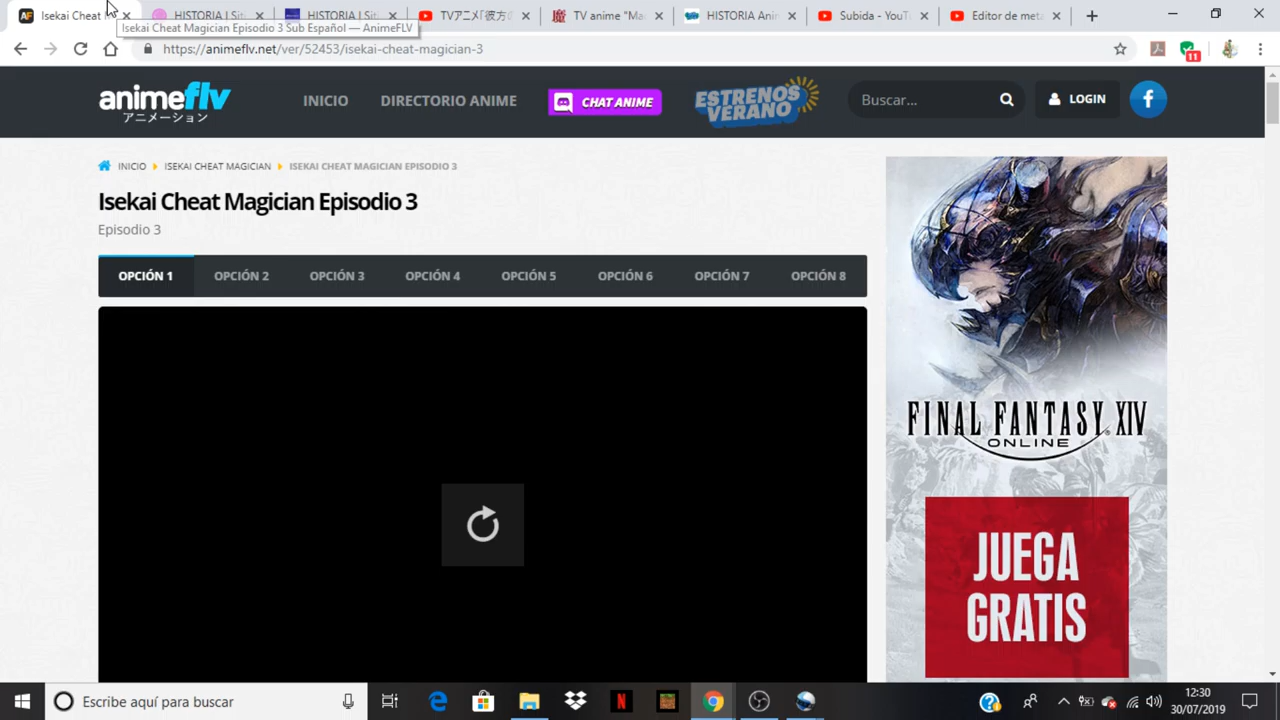 Isekai Cheat M
HISTORIA | Sit
HISTORIA | Sit
TVアニメ「彼方の
TV anime "Mac
HISTORIA Anim
Subida - YouTu
Editor de meta
Isekai Cheat Magician Episodio 3 Sub Español — AnimeFLV
https://animeflv.net/ver/52453/isekai-cheat-magician-3
11
animeflv
アニメーション
INICIO
DIRECTORIO ANIME
CHAT ANIME
ESTRENOS
VERANO
Buscar...
LOGIN
INICIO
ISEKAI CHEAT MAGICIAN
ISEKAI CHEAT MAGICIAN EPISODIO 3
Isekai Cheat Magician Episodio 3
Episodio 3
OPCIÓN 1
OPCIÓN 2
OPCIÓN 3
OPCIÓN 4
OPCIÓN 5
OPCIÓN 6
OPCIÓN 7
OPCIÓN 8
FINAL FANTASY XIV
ONLINE
JUEGA
GRATIS
Escribe aquí para buscar
12:30
30/07/2019